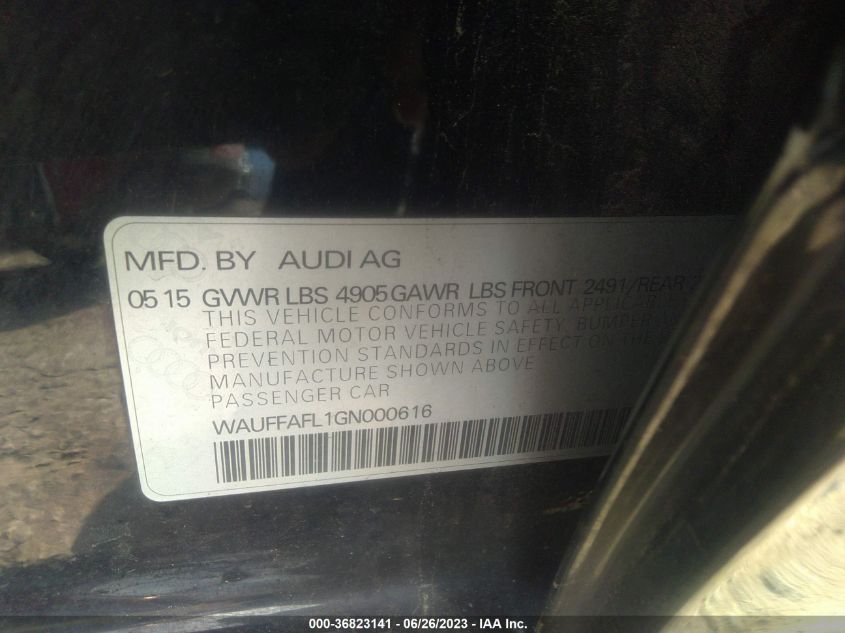 MFD. BY AUDI AG
05 15 GVWR LBS 4905 GAWR LBS FRONT 2491/REAR
THIS VEHICLE CONFORMS TO ALL APPLICABLE
FEDERAL MOTOR VEHICLE SAFETY, BUMPER
PREVENTION STANDARDS IN EFFECT ON THE
MANUFACTURE SHOWN ABOVE
PASSENGER CAR
WAUFFAFL1GN000616
000-36823141 - 06/26/2023 - IAA Inc.